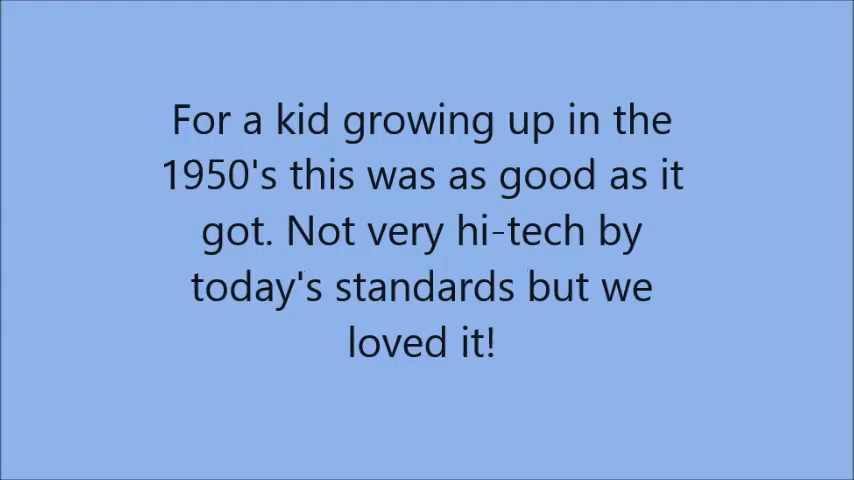 For a kid growing up in the
1950's this was as good as it
got. Not very hi-tech by
today's standards but we
loved it!